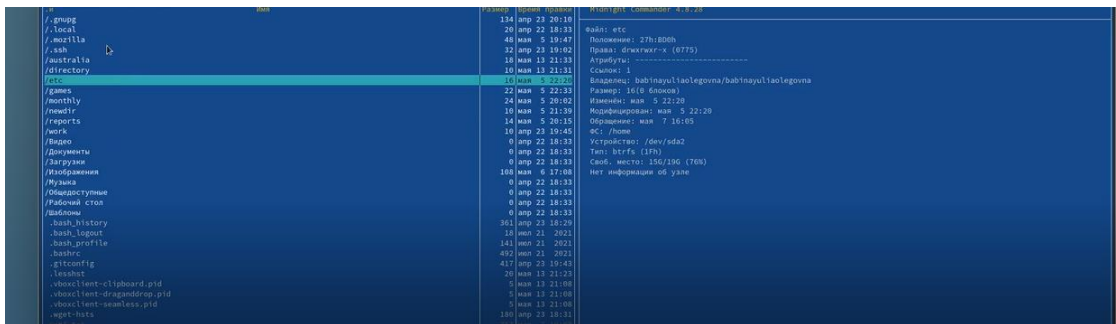 .и Имя Размер Время правки
/.gnupg 134 апр 23 20:10
/.local 20 апр 22 18:33
/.mozilla 48 мая 5 19:47
/.ssh 32 апр 23 19:02
/australia 18 мая 13 21:33
/directory 10 мая 13 21:31
/etc 16 мая 5 22:20
/games 22 мая 5 22:33
/monthly 24 мая 5 20:02
/newdir 10 мая 5 21:39
/reports 14 мая 5 20:15
/work 10 апр 23 19:45
/Видео 0 апр 22 18:33
/Документы 0 апр 22 18:33
/Загрузки 0 апр 22 18:33
/Изображения 108 мая 6 17:08
/Музыка 0 апр 22 18:33
/Общедоступные 0 апр 22 18:33
/Рабочий стол 0 апр 22 18:33
/Шаблоны 0 апр 22 18:33
.bash_history 361 апр 23 18:29
.bash_logout 18 июл 21 2021
.bash_profile 141 июл 21 2021
.bashrc 492 июл 21 2021
.gitconfig 417 апр 23 19:43
.lesshst 20 мая 13 21:23
.vboxclient-clipboard.pid 5 мая 13 21:08
.vboxclient-draganddrop.pid 5 мая 13 21:08
.vboxclient-seamless.pid 5 мая 13 21:08
.wget-hsts 180 апр 23 18:31
Midnight Commander 4.8.28
Файл: etc
Положение: 27h:BD0h
Права: drwxrwxr-x (0775)
Атрибуты: ----------------------
Ссылок: 1
Владелец: babinayuliaolegovna/babinayuliaolegovna
Размер: 16(0 блоков)
Изменён: мая 5 22:20
Модифицирован: мая 5 22:20
Обращение: мая 7 16:05
ФС: /home
Устройство: /dev/sda2
Тип: btrfs (1Fh)
Своб. место: 15G/19G (76%)
Нет информации об узле